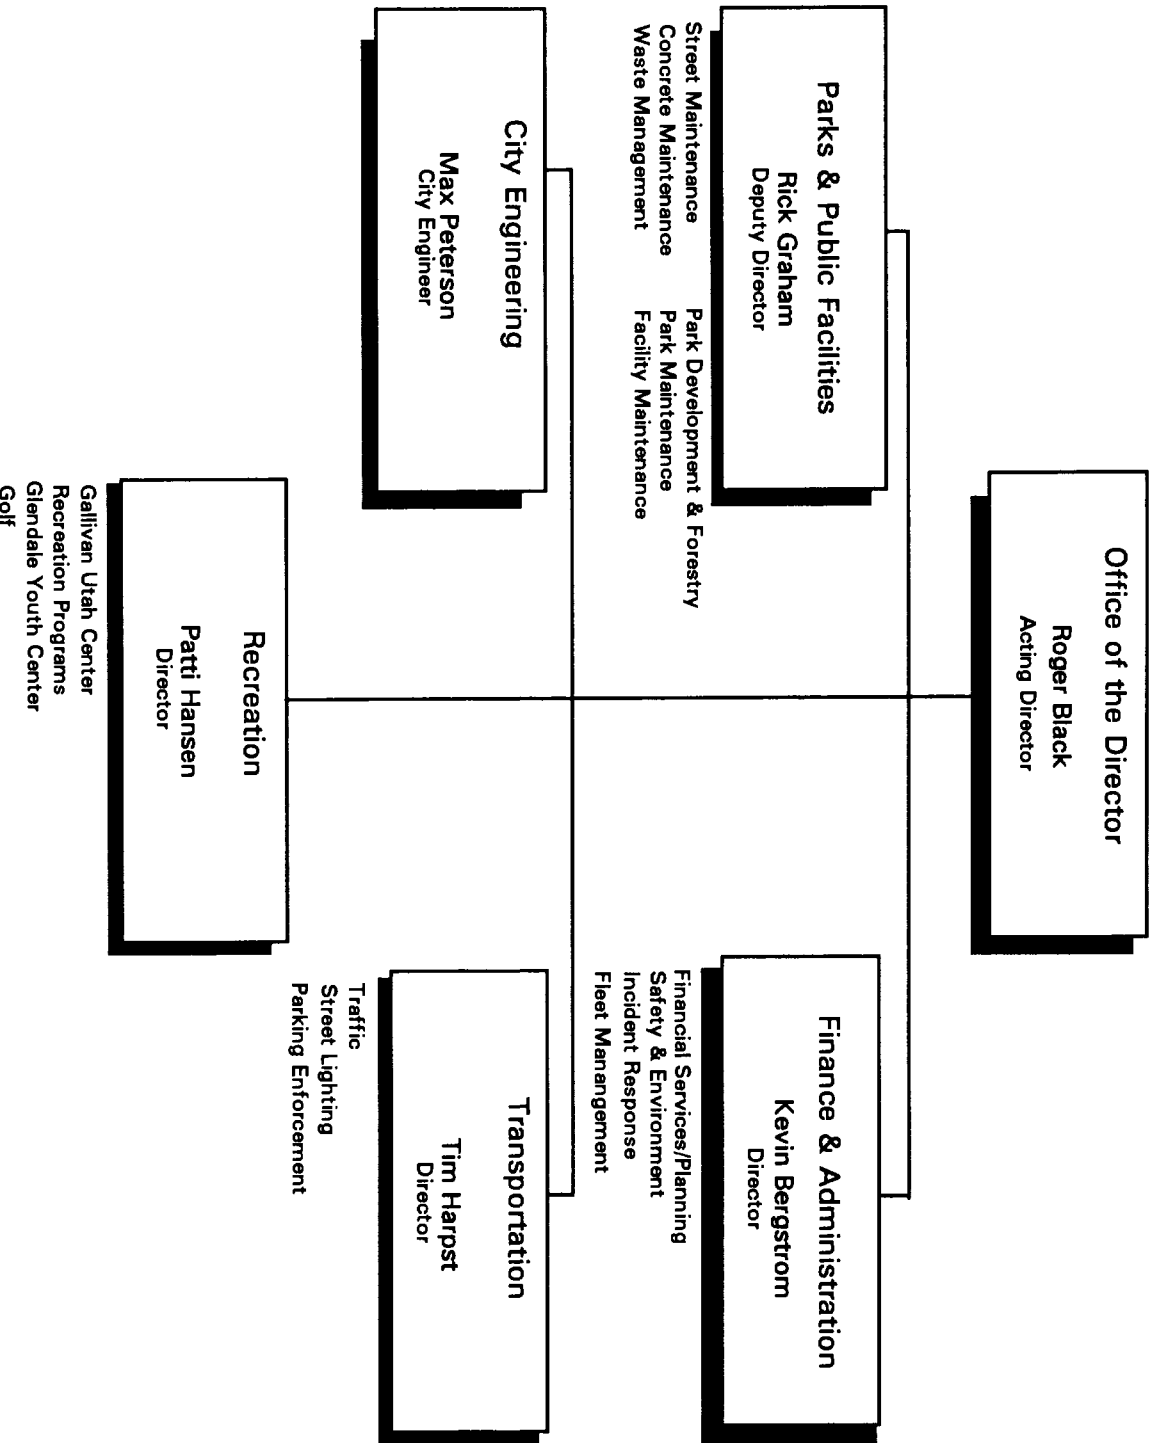 Office of the Director
Roger Black
Acting Director
Parks & Public Facilities
Rick Graham
Deputy Director
Street Maintenance
Concrete Maintenance
Waste Management
Park Development & Forestry
Park Maintenance
Facility Maintenance
Finance & Administration
Kevin Bergstrom
Director
Financial Services/Planning
Safety & Environment
Incident Response
Fleet Manangement
City Engineering
Max Peterson
City Engineer
Transportation
Tim Harpst
Director
Traffic
Street Lighting
Parking Enforcement
Recreation
Patti Hansen
Director
Gallivan Utah Center
Recreation Programs
Glendale Youth Center
Golf